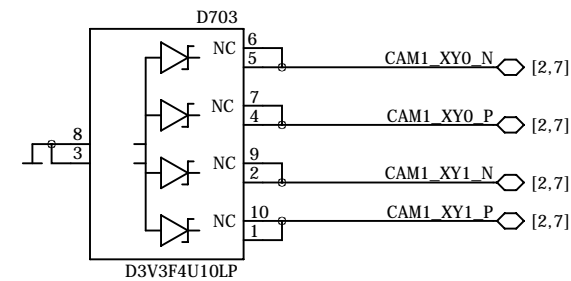 D703
NC 6
5 CAM1_XY0_N [2,7]
NC 7
4 CAM1_XY0_P [2,7]
8
3
NC 9
2 CAM1_XY1_N [2,7]
NC 10 CAM1_XY1_P [2,7]
1
D3V3F4U10LP